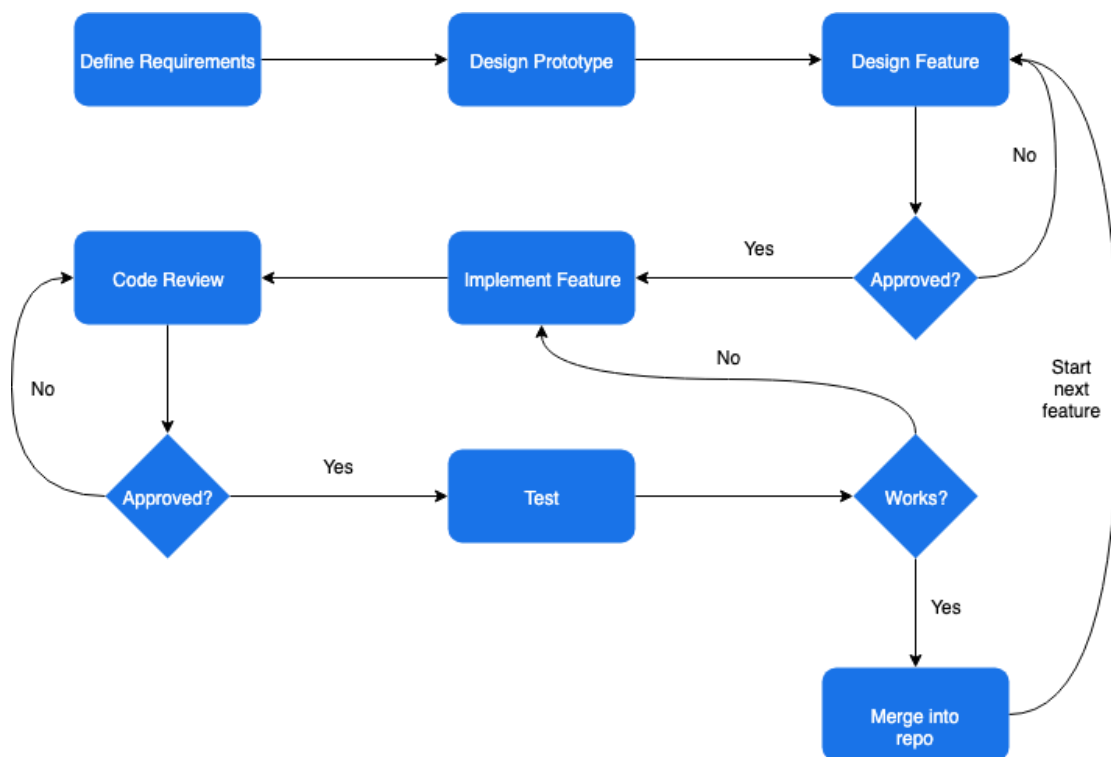 Define Requirements
Design Prototype
Design Feature
No
Yes
Code Review
Implement Feature
Approved?
No
No
Start
next
feature
Yes
Approved?
Test
Works?
Yes
Merge into
repo